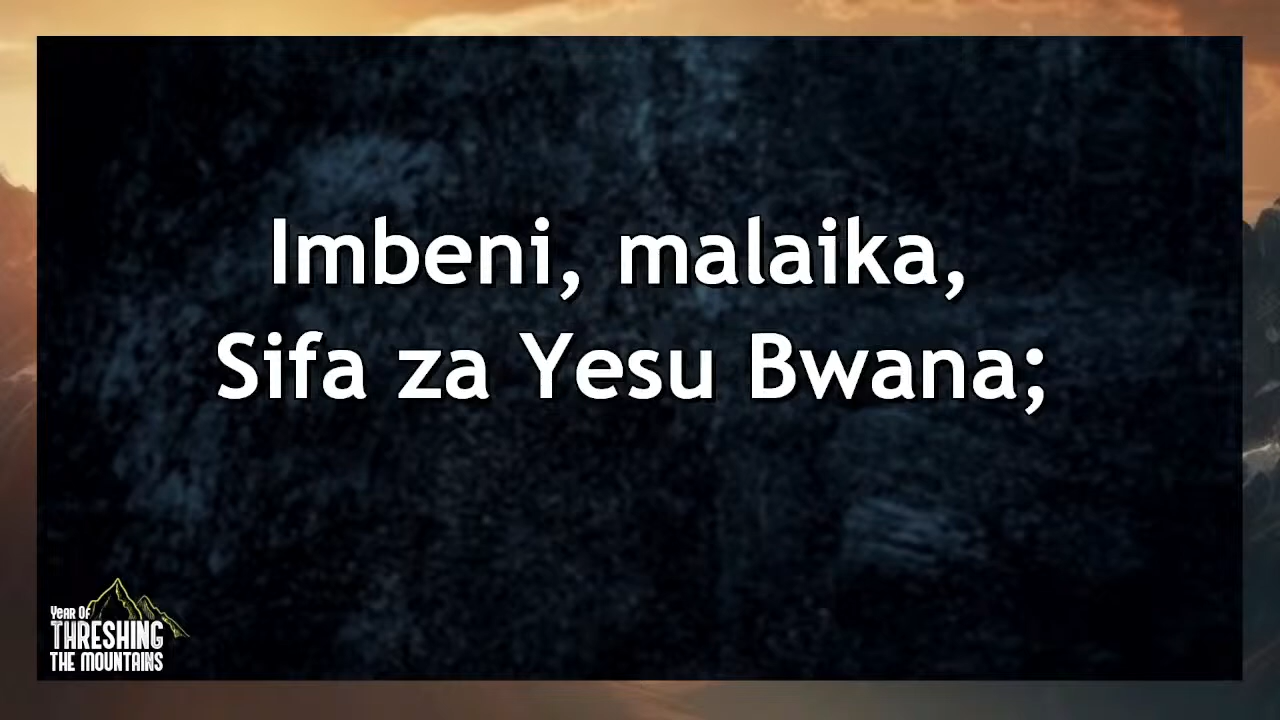 Imbeni, malaika,
Sifa za Yesu Bwana;
Year Of
THRESHING
THE MOUNTAINS